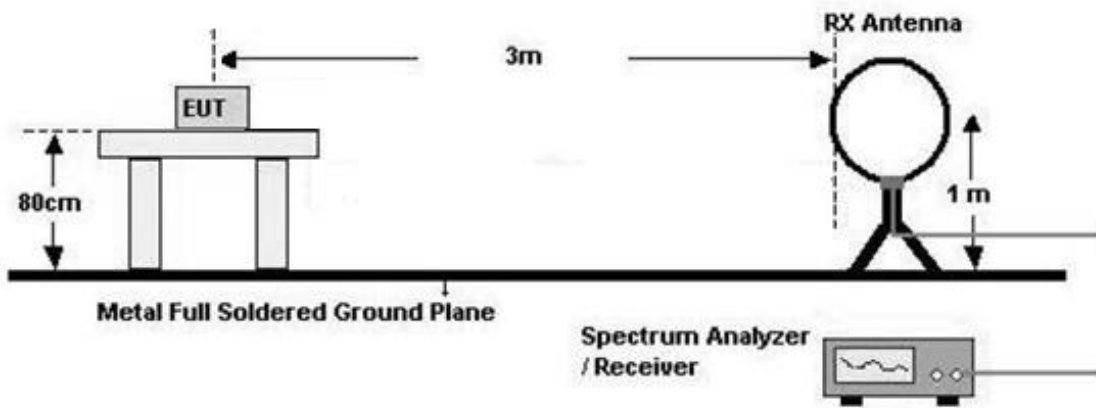 RX Antenna
3m
EUT
80cm
1 m
Metal Full Soldered Ground Plane
Spectrum Analyzer
/ Receiver